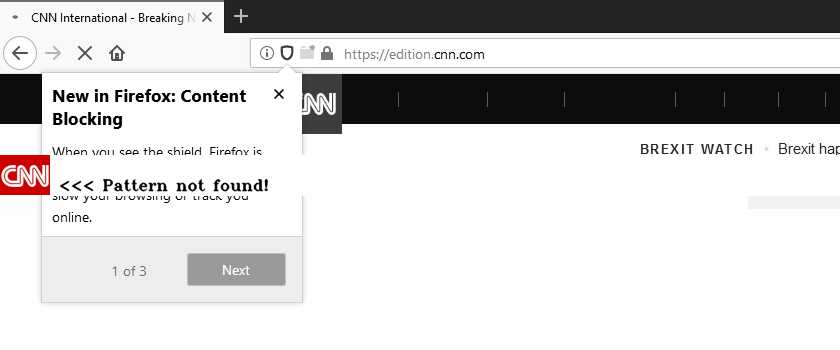 CNN International - Breaking N
https://edition.cnn.com
New in Firefox: Content
Blocking
CNN
When you see the shield, Firefox is
BREXIT WATCH • Brexit hap
CNN
<<< Pattern not found!
slow your browsing or track you
online.
1 of 3
Next